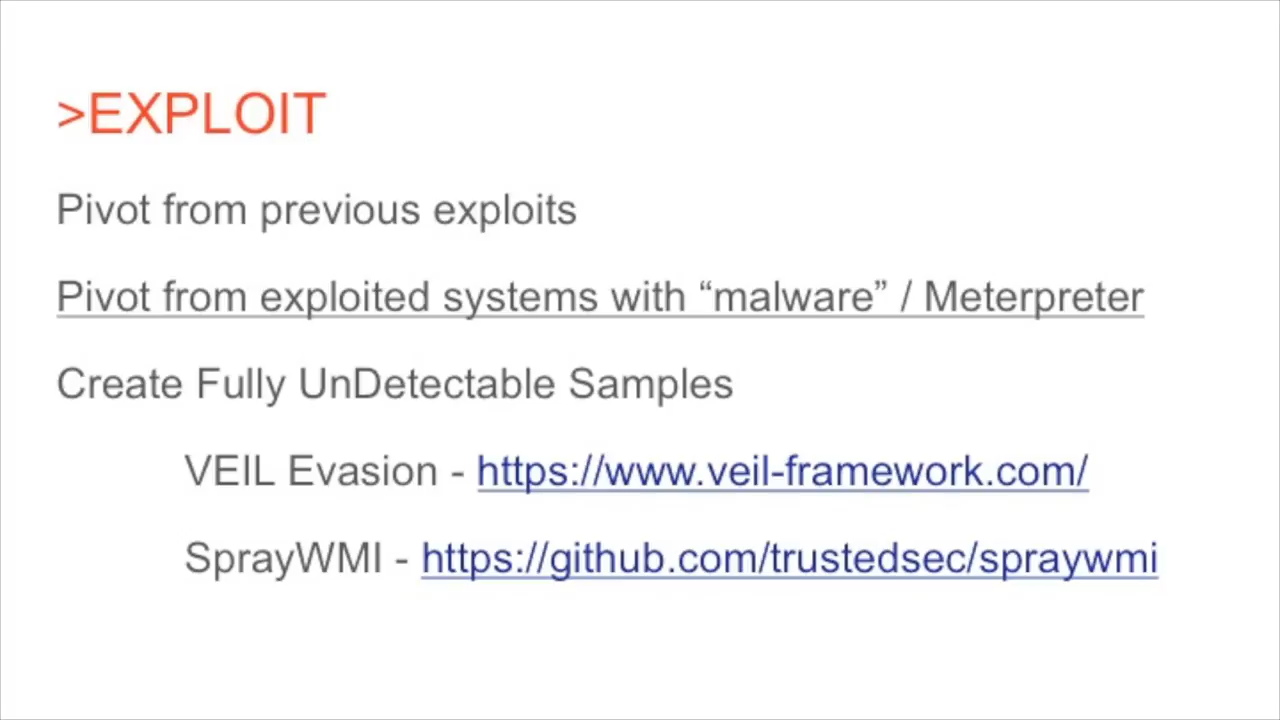 >EXPLOIT
Pivot from previous exploits
Pivot from exploited systems with “malware” / Meterpreter
Create Fully UnDetectable Samples
VEIL Evasion - https://www.veil-framework.com/
SprayWMI - https://github.com/trustedsec/spraywmi